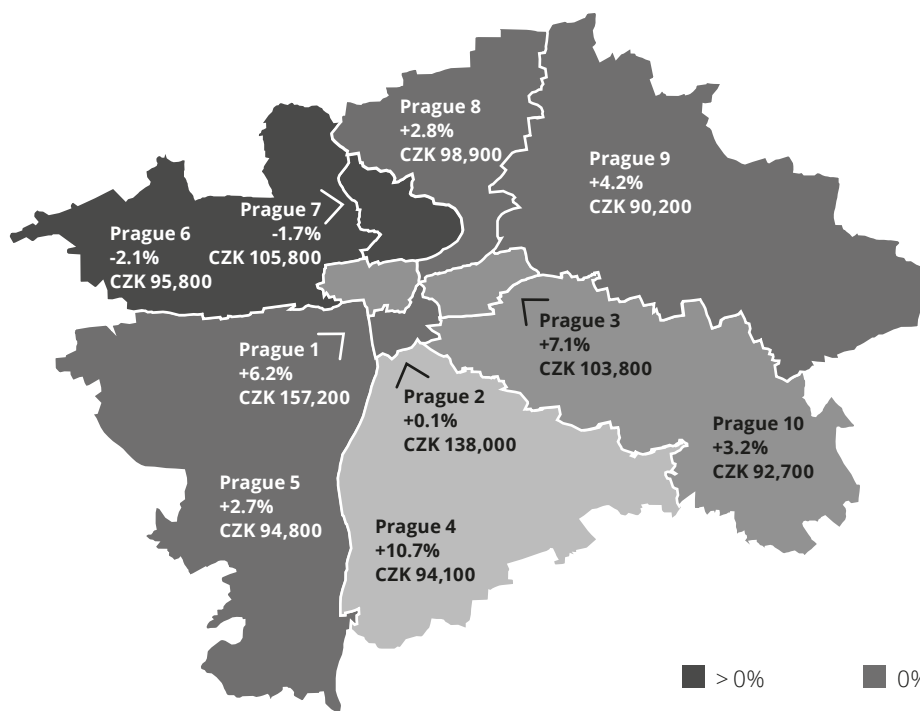 Prague 8
+2.8%
CZK 98,900
Prague 9
+4.2%
CZK 90,200
Prague 7
-1.7%
CZK 105,800
Prague 6
-2.1%
CZK 95,800
Prague 3
+7.1%
CZK 103,800
Prague 1
+6.2%
CZK 157,200
Prague 2
+0.1%
CZK 138,000
Prague 10
+3.2%
CZK 92,700
Prague 5
+2.7%
CZK 94,800
Prague 4
+10.7%
CZK 94,100
> 0%
0%